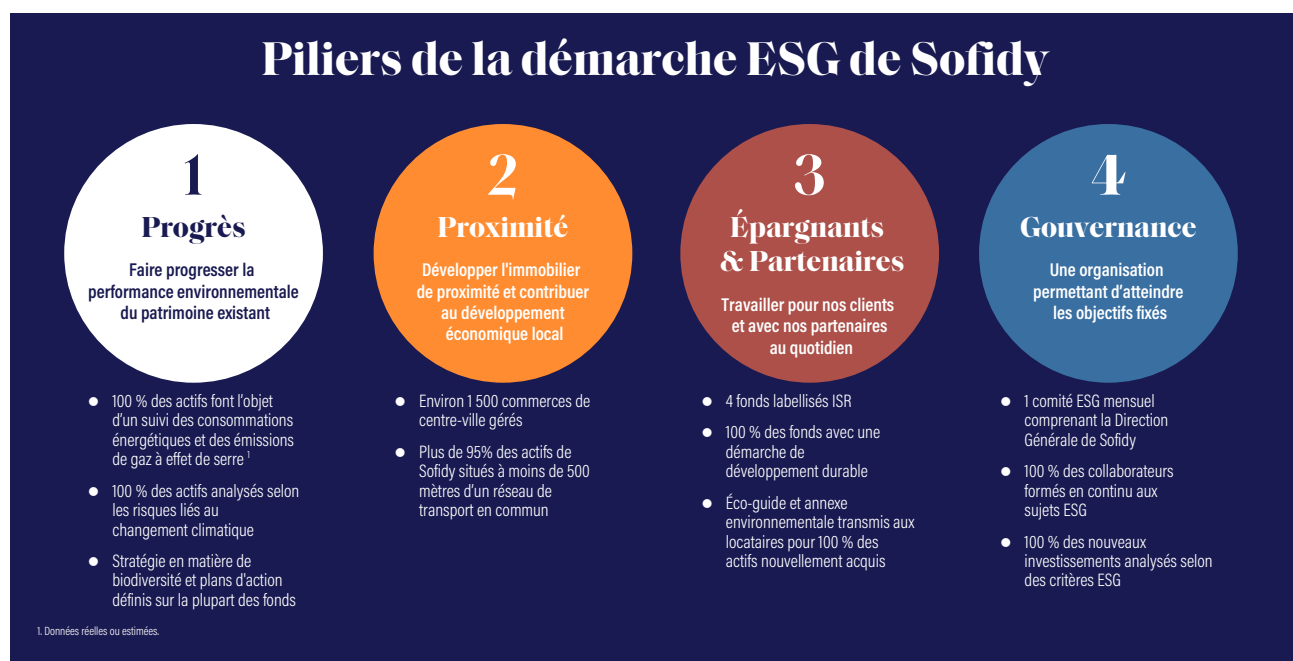 Piliers de la démarche ESG de Sofidy
1
Progrès
Faire progresser la
performance environnementale
du patrimoine existant
● 100 % des actifs font l'objet
d'un suivi des consommations
énergétiques et des émissions
de gaz à effet de serre ¹
● 100 % des actifs analysés selon
les risques liés au
changement climatique
● Stratégie en matière de
biodiversité et plans d'action
définis sur la plupart des fonds
2
Proximité
Développer l'immobilier
de proximité et contribuer
au développement
économique local
● Environ 1 500 commerces de
centre-ville gérés
● Plus de 95% des actifs de
Sofidy situés à moins de 500
mètres d'un réseau de
transport en commun
3
Épargnants
& Partenaires
Travailler pour nos clients
et avec nos partenaires
au quotidien
● 4 fonds labellisés ISR
● 100 % des fonds avec une
démarche de
développement durable
● Éco-guide et annexe
environnementale transmis aux
locataires pour 100 % des
actifs nouvellement acquis
4
Gouvernance
Une organisation
permettant d'atteindre
les objectifs fixés
● 1 comité ESG mensuel
comprenant la Direction
Générale de Sofidy
● 100 % des collaborateurs
formés en continu aux
sujets ESG
● 100 % des nouveaux
investissements analysés selon
des critères ESG
1. Données réelles ou estimées.